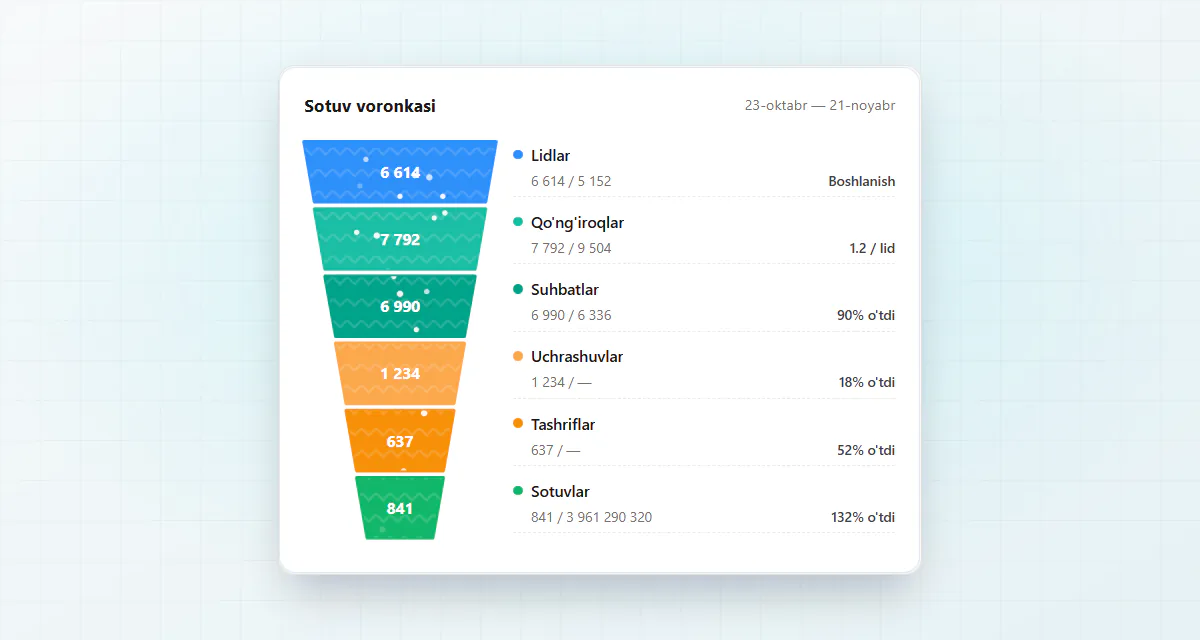 Sotuv voronkasi
23-oktabr — 21-noyabr
6 614
Lidlar
6 614 / 5 152
Boshlanish
7 792
Qo'ng'iroqlar
7 792 / 9 504
1.2 / lid
6 990
Suhbatlar
6 990 / 6 336
90% o'tdi
1 234
Uchrashuvlar
1 234 / —
18% o'tdi
637
Tashriflar
637 / —
52% o'tdi
841
Sotuvlar
841 / 3 961 290 320
132% o'tdi